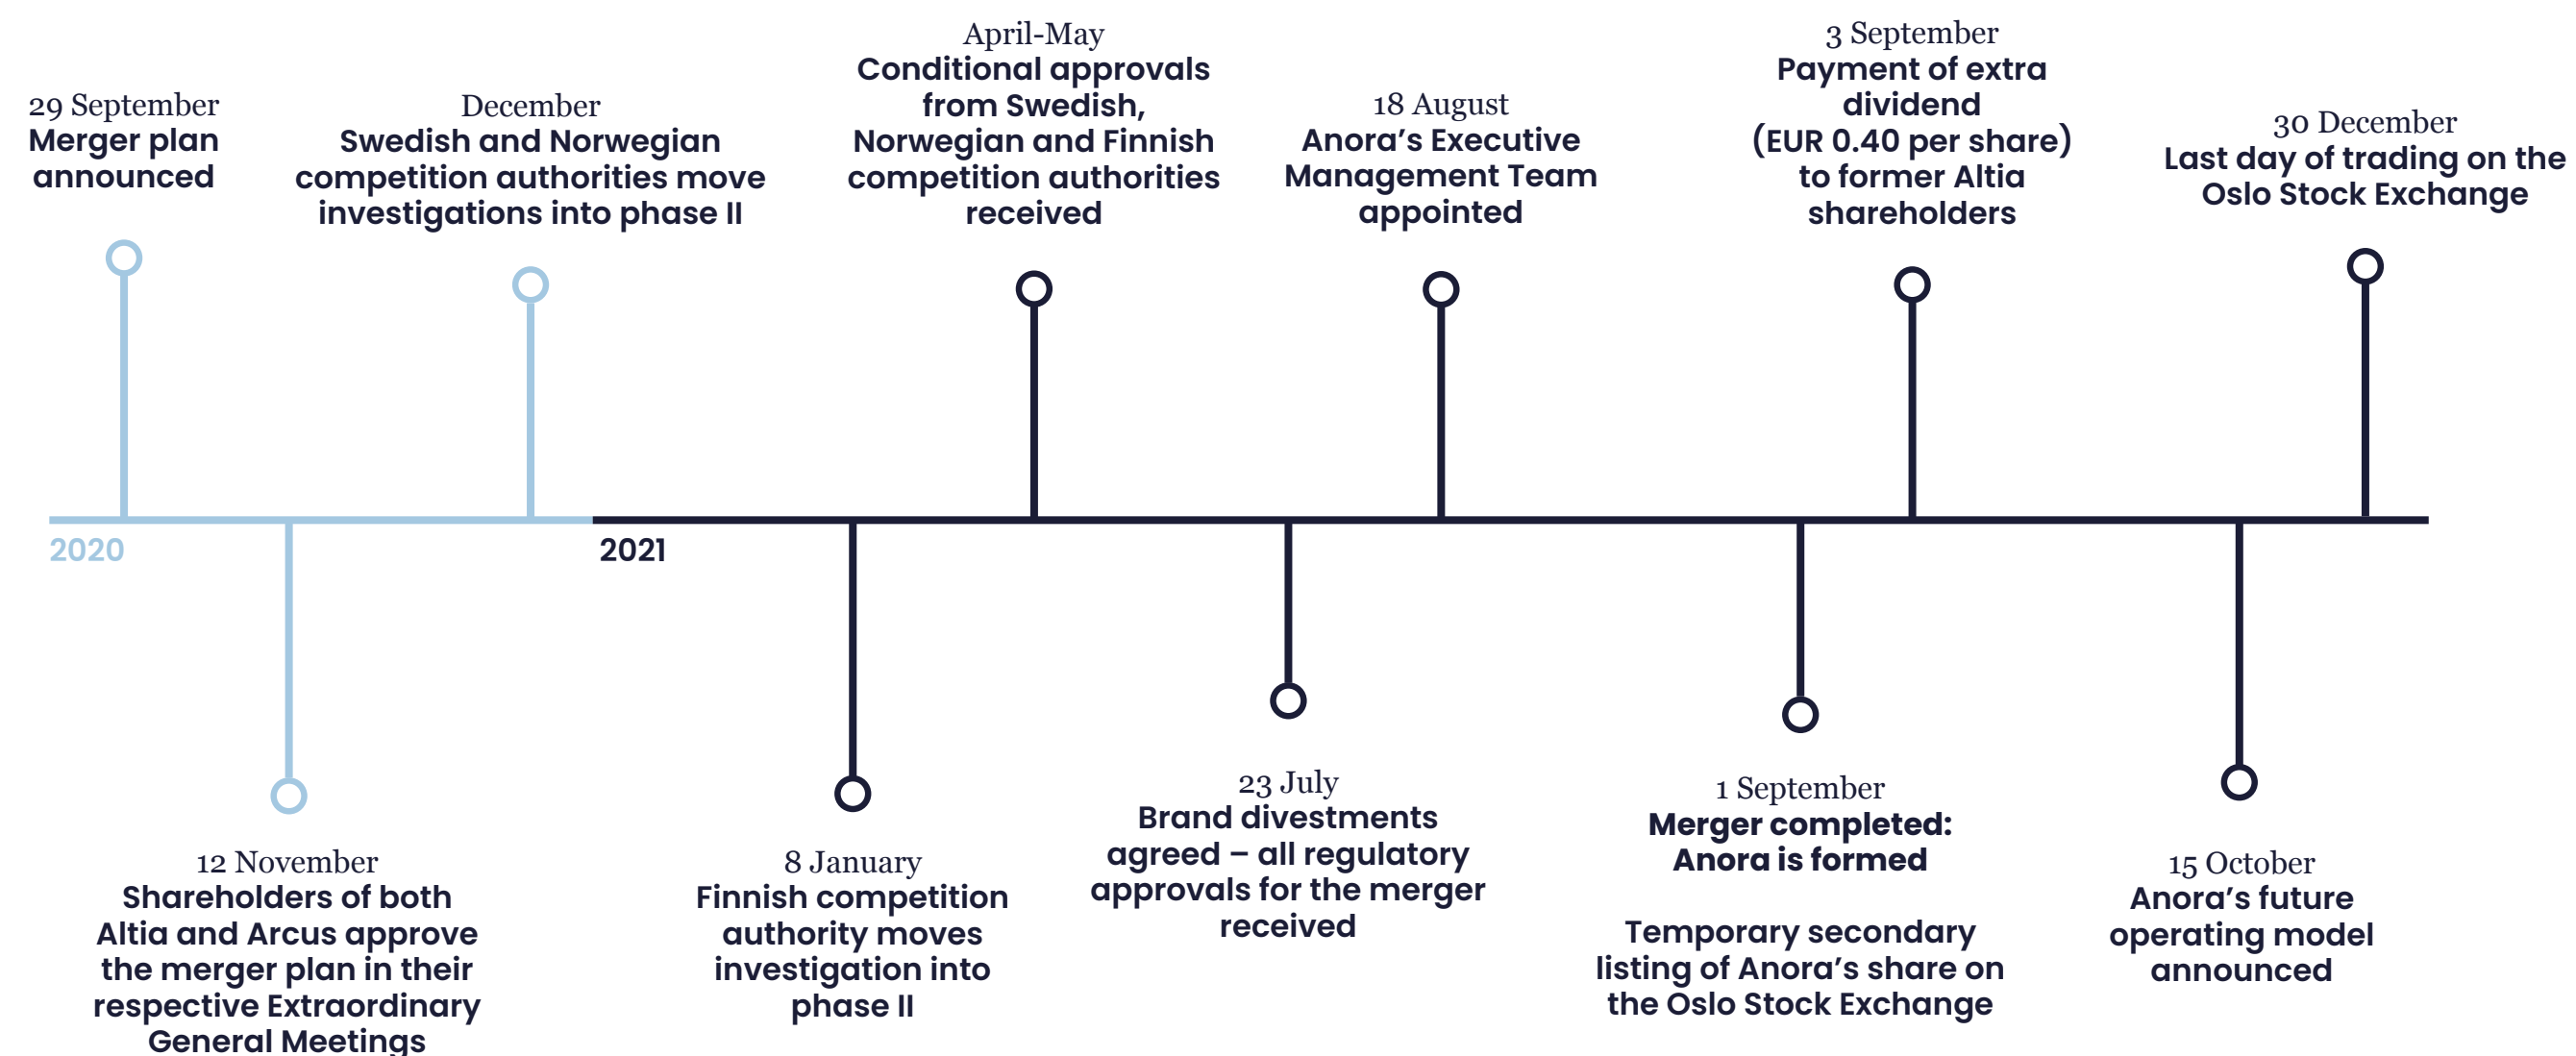 29 September
Merger plan
announced
December
Swedish and Norwegian
competition authorities move
investigations into phase II
April-May
Conditional approvals
from Swedish,
Norwegian and Finnish
competition authorities
received
18 August
Anora’s Executive
Management Team
appointed
3 September
Payment of extra
dividend
(EUR 0.40 per share)
to former Altia
shareholders
30 December
Last day of trading on the
Oslo Stock Exchange
2020
2021
12 November
Shareholders of both
Altia and Arcus approve
the merger plan in their
respective Extraordinary
General Meetings
8 January
Finnish competition
authority moves
investigation into
phase II
23 July
Brand divestments
agreed – all regulatory
approvals for the merger
received
1 September
Merger completed:
Anora is formed
Temporary secondary
listing of Anora’s share on
the Oslo Stock Exchange
15 October
Anora’s future
operating model
announced